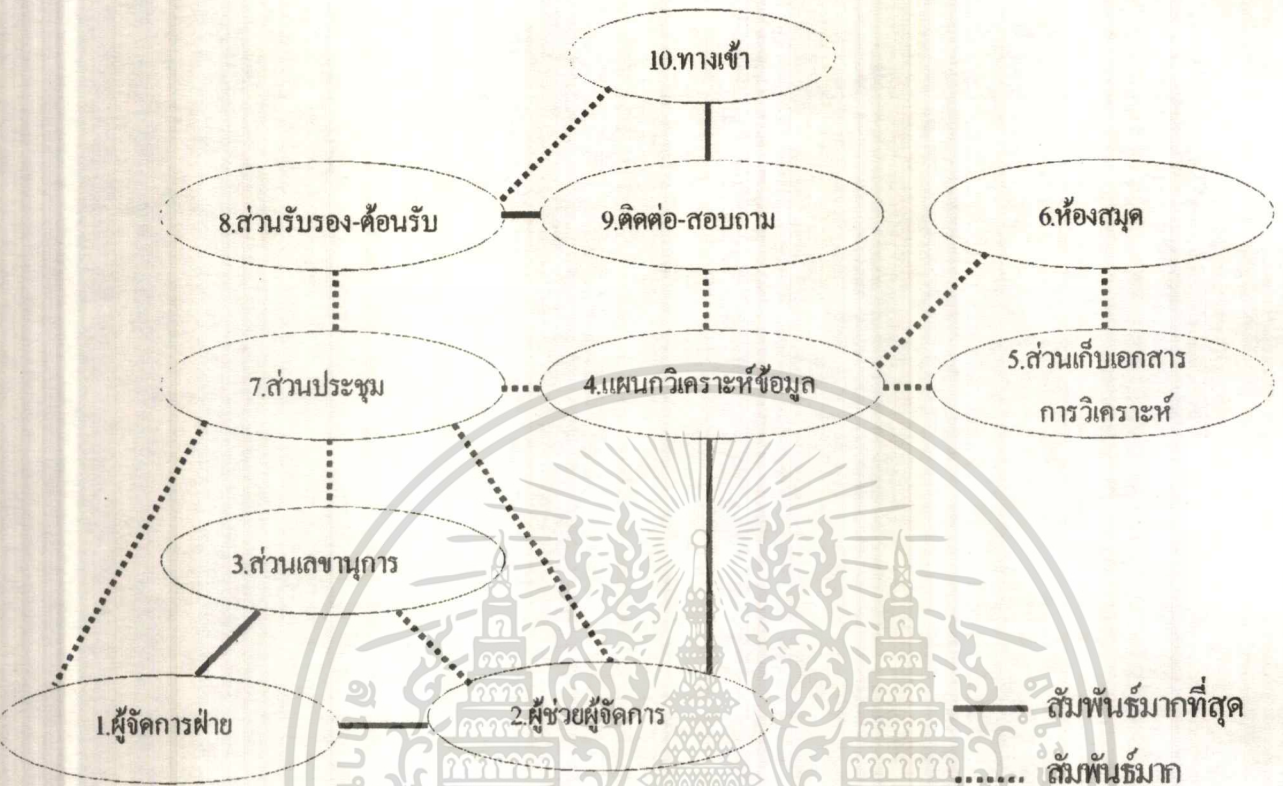 10.ทางเข้า
8.ส่วนรับรอง-ต้อนรับ
9.ติดต่อ-สอบถาม
6.ห้องสมุด
7.ส่วนประชุม
4.แผนกวิเคราะห์ข้อมูล
5.ส่วนเก็บเอกสาร
การวิเคราะห์
3.ส่วนเลขานุการ
1.ผู้จัดการฝ่าย
2.ผู้ช่วยผู้จัดการ
สัมพันธ์มากที่สุด
สัมพันธ์มาก